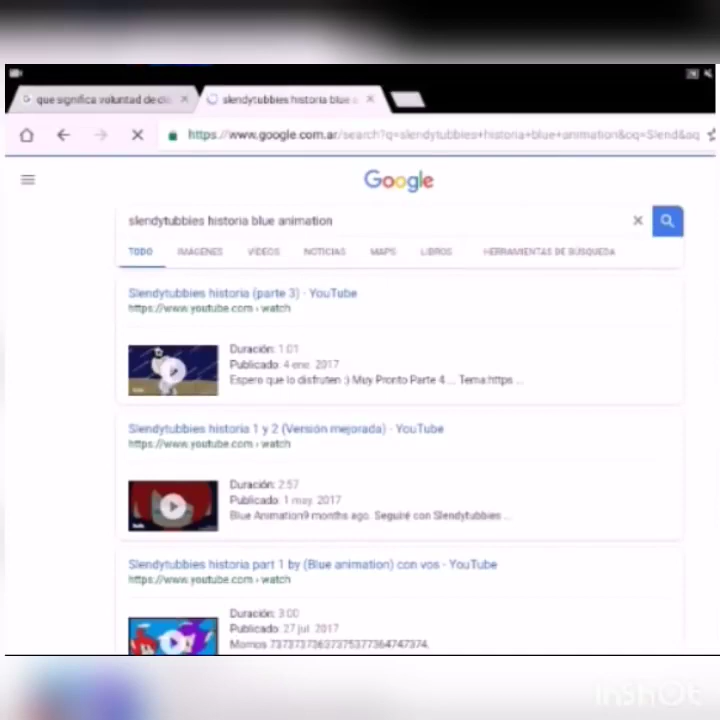 que significa voluntad de
slendytubbies historia blue
https://www.google.com.ar/search?q=slendytubbies+historia+blue+animation&oq=Slend&aq
Google
slendytubbies historia blue animation
TODO IMÁGENES VÍDEOS NOTICIAS MAPS LIBROS HERRAMIENTAS DE BÚSQUEDA
Slendytubbies historia (parte 3) - YouTube
https://www.youtube.com › watch
Duración: 1:01
Publicado: 4 ene. 2017
Espero que lo disfruten :) Muy Pronto Parte 4 ... Tema:https ...
Slendytubbies historia 1 y 2 (Versión mejorada) - YouTube
https://www.youtube.com › watch
Duración: 2:57
Publicado: 1 may. 2017
Blue Animation9 months ago. Seguiré con Slendytubbies ...
Slendytubbies historia part 1 by (Blue animation) con vos - YouTube
https://www.youtube.com › watch
Duración: 3:00
Publicado: 27 jul. 2017
InShOt